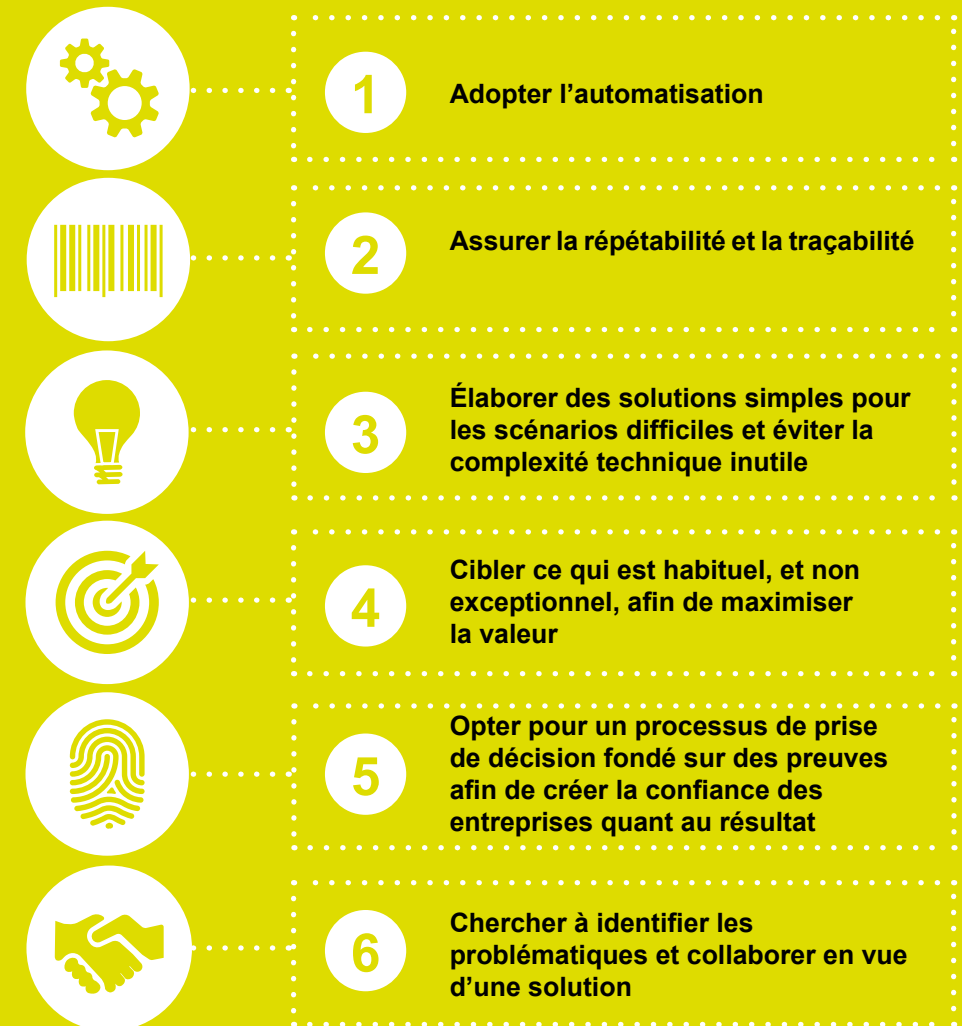 1
Adopter l’automatisation
2
Assurer la répétabilité et la traçabilité
3
Élaborer des solutions simples pour
les scénarios difficiles et éviter la
complexité technique inutile
4
Cibler ce qui est habituel, et non
exceptionnel, afin de maximiser
la valeur
5
Opter pour un processus de prise
de décision fondé sur des preuves
afin de créer la confiance des
entreprises quant au résultat
6
Chercher à identifier les
problématiques et collaborer en vue
d’une solution